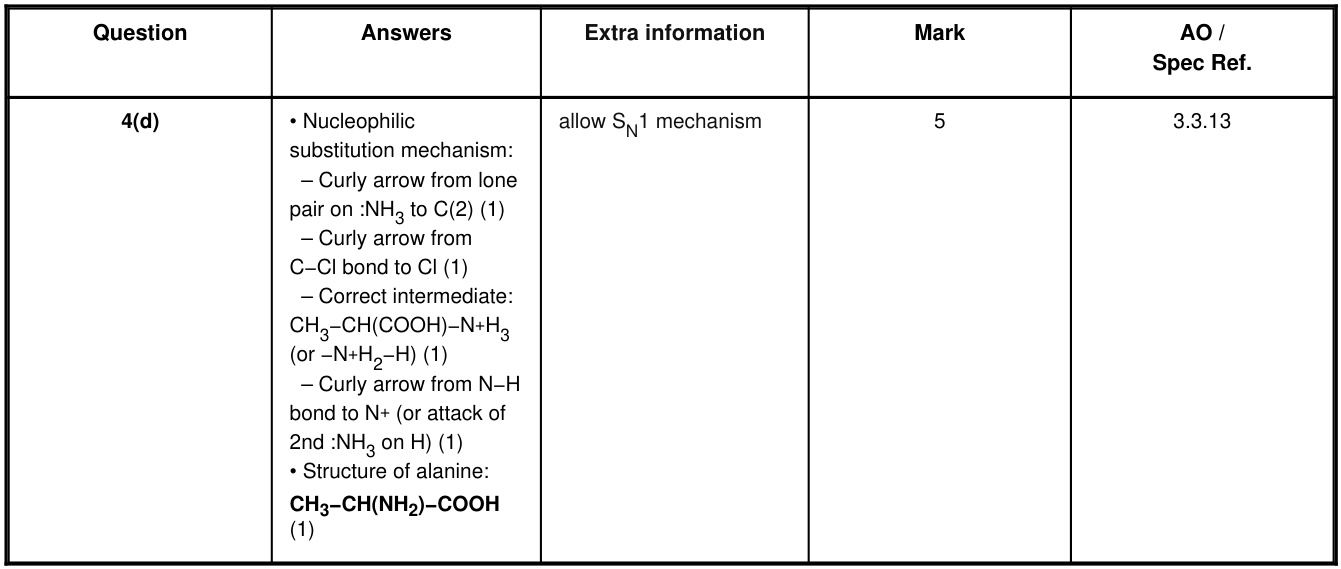 Question
Answers
Extra information
Mark
AO /
Spec Ref.
4(d)
• Nucleophilic
substitution mechanism:
– Curly arrow from lone
pair on :NH3 to C(2) (1)
– Curly arrow from
C–Cl bond to Cl (1)
– Correct intermediate:
CH3–CH(COOH)–N+H3
(or –N+H2–H) (1)
– Curly arrow from N–H
bond to N+ (or attack of
2nd :NH3 on H) (1)
• Structure of alanine:
CH3–CH(NH2)–COOH
(1)
allow SN1 mechanism
5
3.3.13